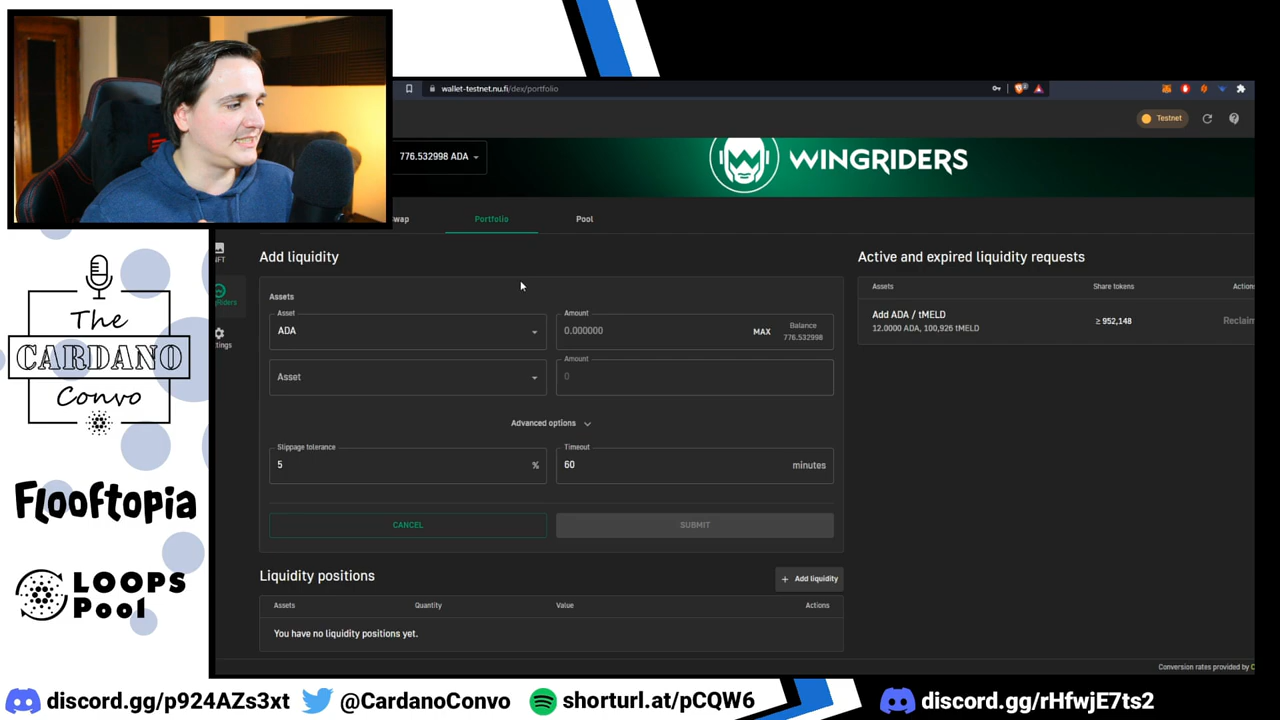 wallet-testnet.nu.fi/dex/portfolio
Testnet
776.532998 ADA
WINGRIDERS
Portfolio
Pool
Add liquidity
Assets
Asset
ADA
Amount
0.000000
MAX
Balance
776.532998
Asset
Amount
0
Advanced options
Slippage tolerance
5
%
Timeout
60
minutes
CANCEL
SUBMIT
Liquidity positions
+ Add liquidity
Assets
Quantity
Value
Actions
You have no liquidity positions yet.
Active and expired liquidity requests
Assets
Share tokens
Action
Add ADA / tMELD
12.0000 ADA, 100,926 tMELD
≥ 952,148
Reclaim
Conversion rates provided by
The
CARDANO
Convo
Flooftopia
LOOPS
Pool
discord.gg/p924AZs3xt
@CardanoConvo
shorturl.at/pCQW6
discord.gg/rHfwjE7ts2